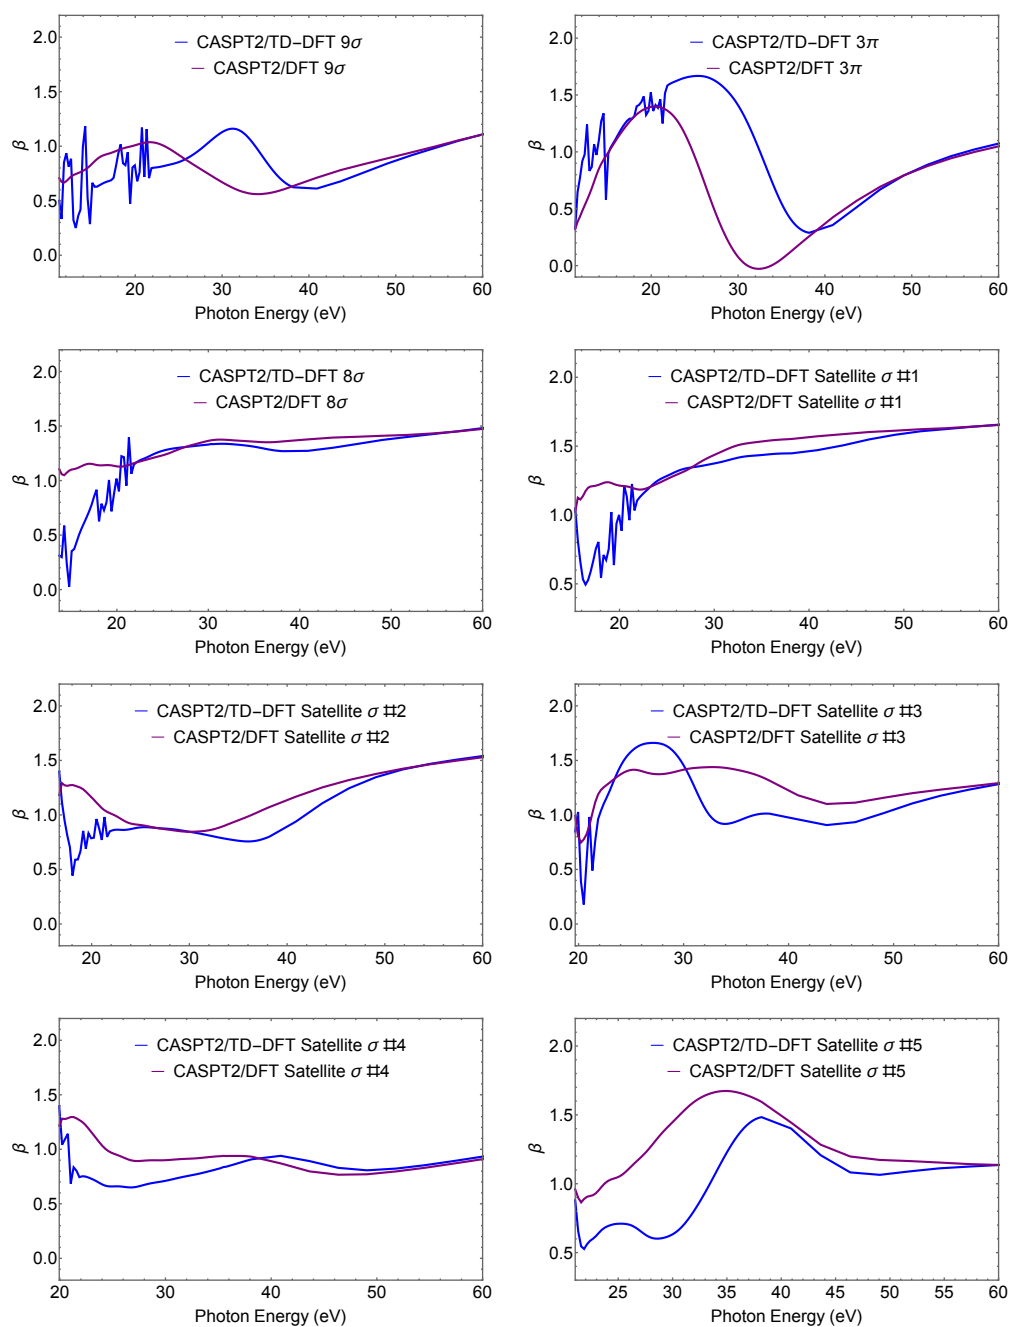 CASPT2/TD-DFT 9σ
CASPT2/DFT 9σ
2.0
1.5
1.0
0.5
0.0
β
20
30
40
50
60
Photon Energy (eV)
CASPT2/TD-DFT 3π
CASPT2/DFT 3π
2.0
1.5
1.0
0.5
0.0
β
20
30
40
50
60
Photon Energy (eV)
CASPT2/TD-DFT 8σ
CASPT2/DFT 8σ
2.0
1.5
1.0
0.5
0.0
β
20
30
40
50
60
Photon Energy (eV)
CASPT2/TD-DFT Satellite σ #1
CASPT2/DFT Satellite σ #1
2.0
1.5
1.0
0.5
β
20
30
40
50
60
Photon Energy (eV)
CASPT2/TD-DFT Satellite σ #2
CASPT2/DFT Satellite σ #2
2.0
1.5
1.0
0.5
0.0
β
20
30
40
50
60
Photon Energy (eV)
CASPT2/TD-DFT Satellite σ #3
CASPT2/DFT Satellite σ #3
2.0
1.5
1.0
0.5
0.0
β
20
30
40
50
60
Photon Energy (eV)
CASPT2/TD-DFT Satellite σ #4
CASPT2/DFT Satellite σ #4
2.0
1.5
1.0
0.5
0.0
β
20
30
40
50
60
Photon Energy (eV)
CASPT2/TD-DFT Satellite σ #5
CASPT2/DFT Satellite σ #5
2.0
1.5
1.0
0.5
β
25
30
35
40
45
50
55
60
Photon Energy (eV)